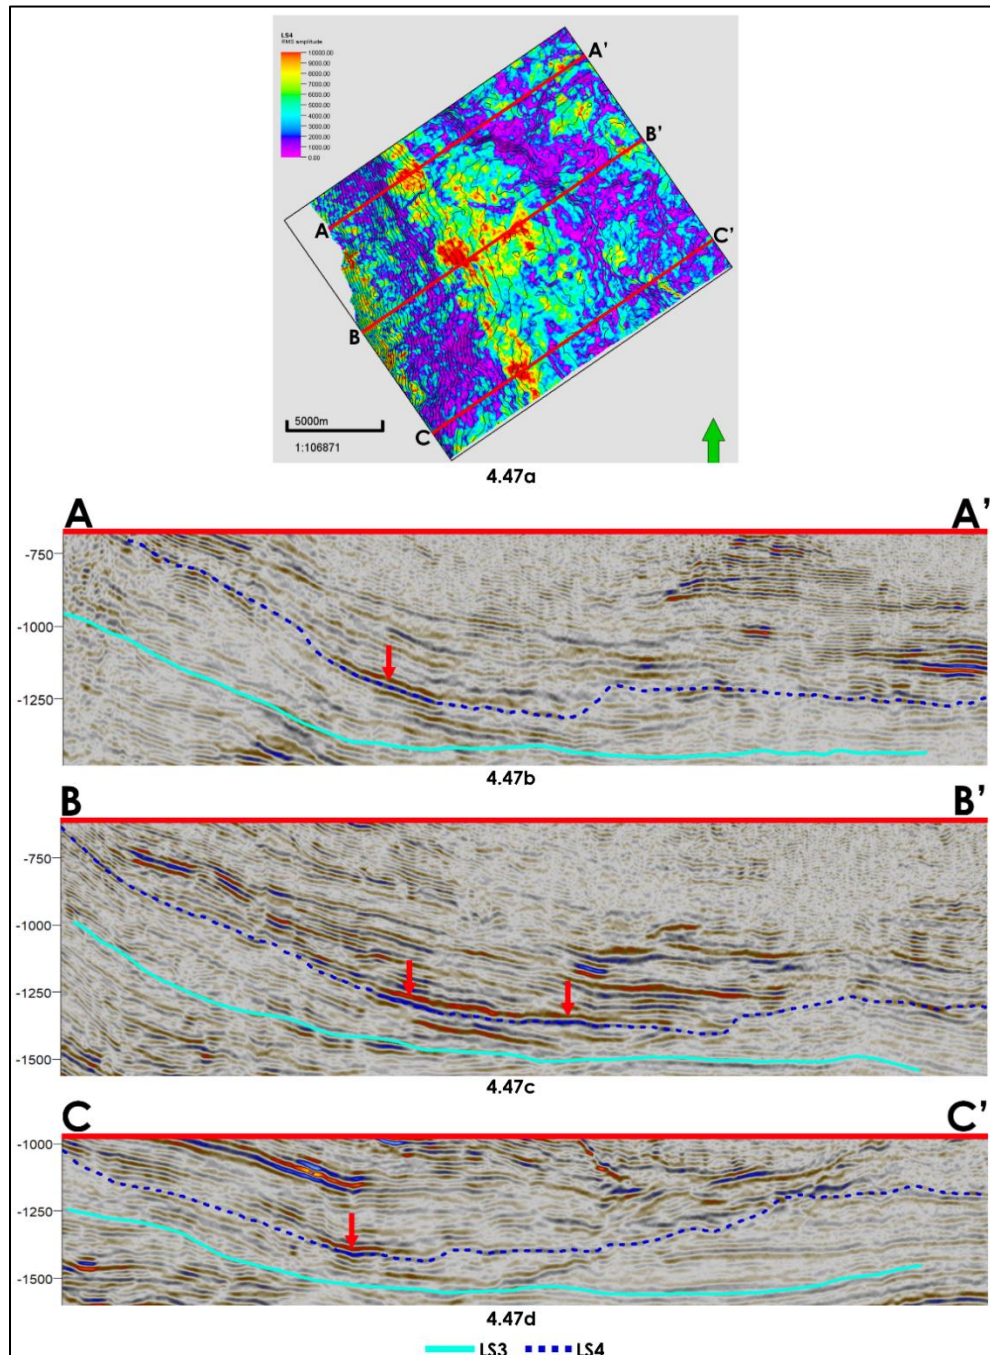 LS4
RMS amplitude
10000.00
9000.00
8000.00
7000.00
6000.00
5000.00
4000.00
3000.00
2000.00
1000.00
0.00
A'
B'
C'
A
B
C
5000m
1:106871
4.47a
A A'
-750
-1000
-1250
4.47b
B B'
-750
-1000
-1250
-1500
4.47c
C C'
-1000
-1250
-1500
4.47d
LS3 LS4